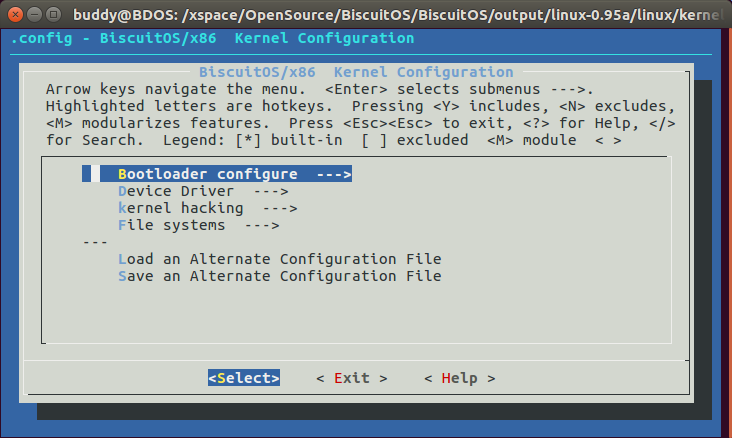 buddy@BDOS: /xspace/OpenSource/BiscuitOS/BiscuitOS/output/linux-0.95a/linux/kernel
.config - BiscuitOS/x86  Kernel Configuration
BiscuitOS/x86  Kernel Configuration
Arrow keys navigate the menu.  <Enter> selects submenus --->.
Highlighted letters are hotkeys.  Pressing <Y> includes, <N> excludes,
<M> modularizes features.  Press <Esc><Esc> to exit, <?> for Help, </>
for Search.  Legend: [*] built-in  [ ] excluded  <M> module  < >
Bootloader configure  --->
Device Driver  --->
kernel hacking  --->
File systems  --->
---
Load an Alternate Configuration File
Save an Alternate Configuration File
<Select>    < Exit >    < Help >